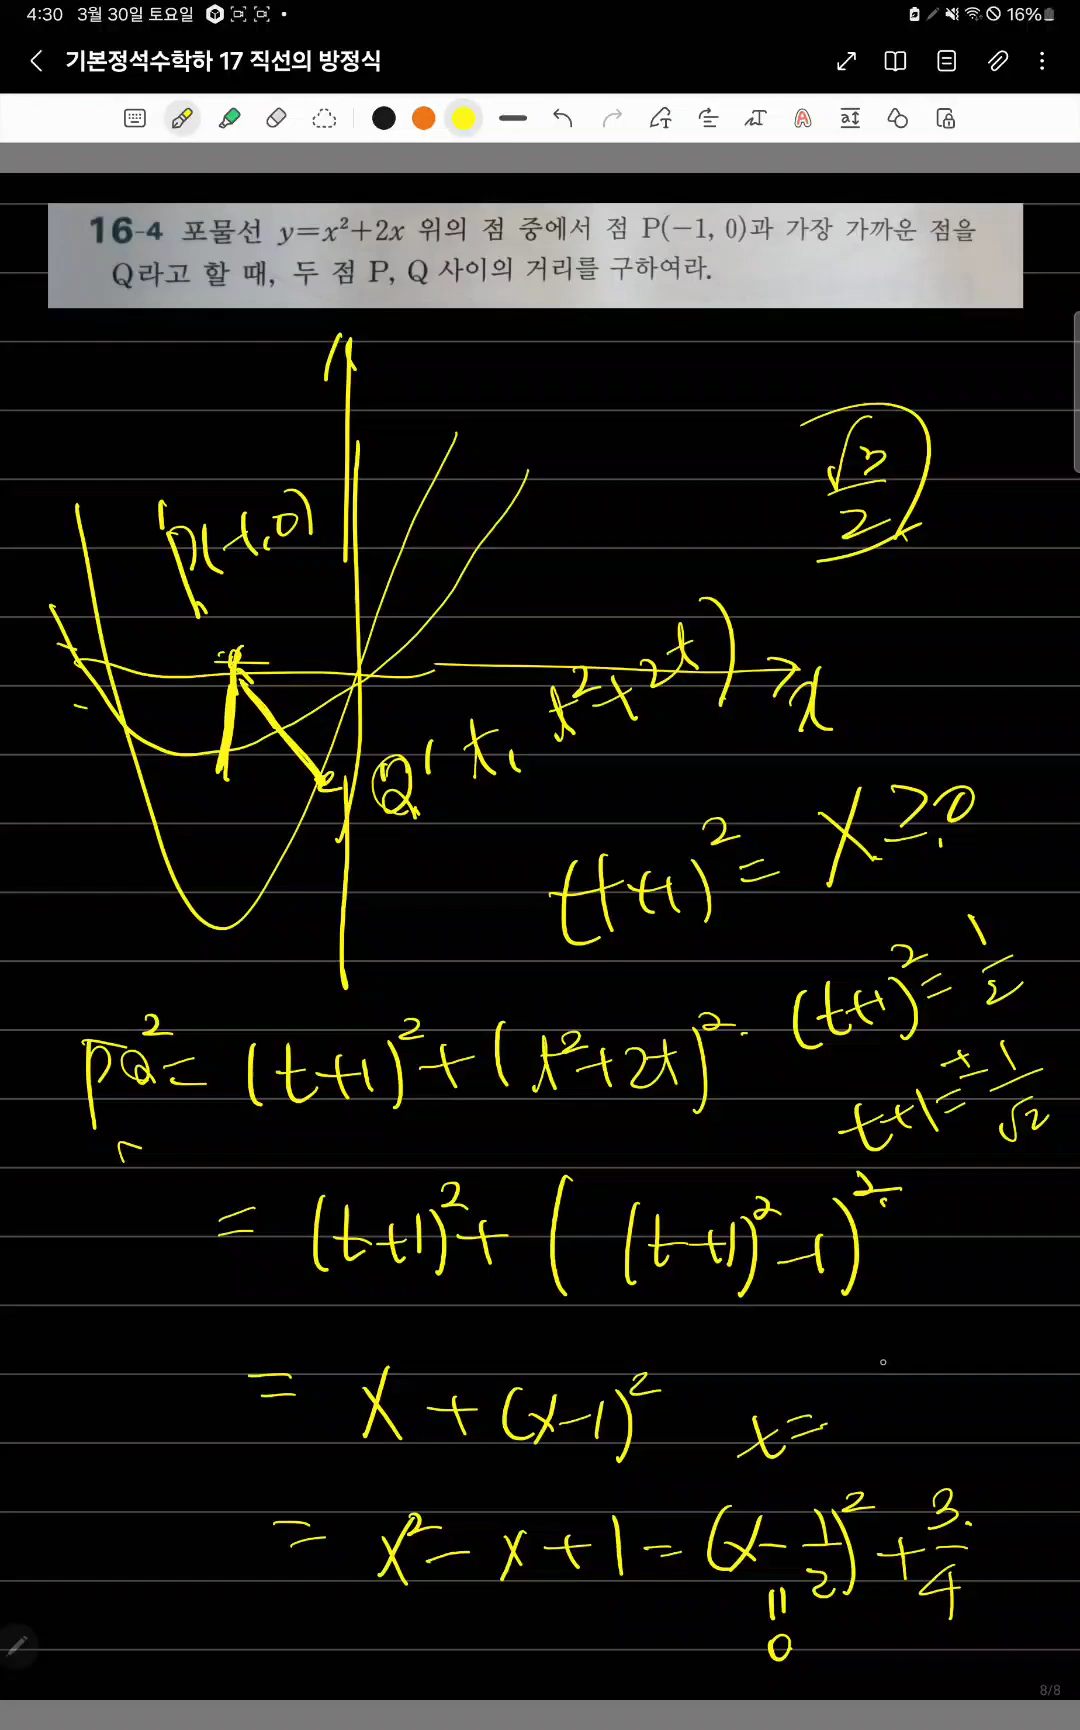 4:30 3월 30일 토요일 16%
기본정석수학하 17 직선의 방정식
16-4 포물선 y=x²+2x 위의 점 중에서 점 P(-1, 0)과 가장 가까운 점을
Q라고 할 때, 두 점 P, Q 사이의 거리를 구하여라.
√3/2
P(-1,0)
x
Q(t, t²+2t)
(t+1)² = X ≥ 0
(t+1)² = 1/2
PQ² = (t+1)² + (t²+2t)²
t+1 = ± 1/√2
= (t+1)² + ((t+1)²-1)²
= X + (X-1)²
t =
= X² - X + 1 = (X - 1/2)² + 3/4
0
8/8